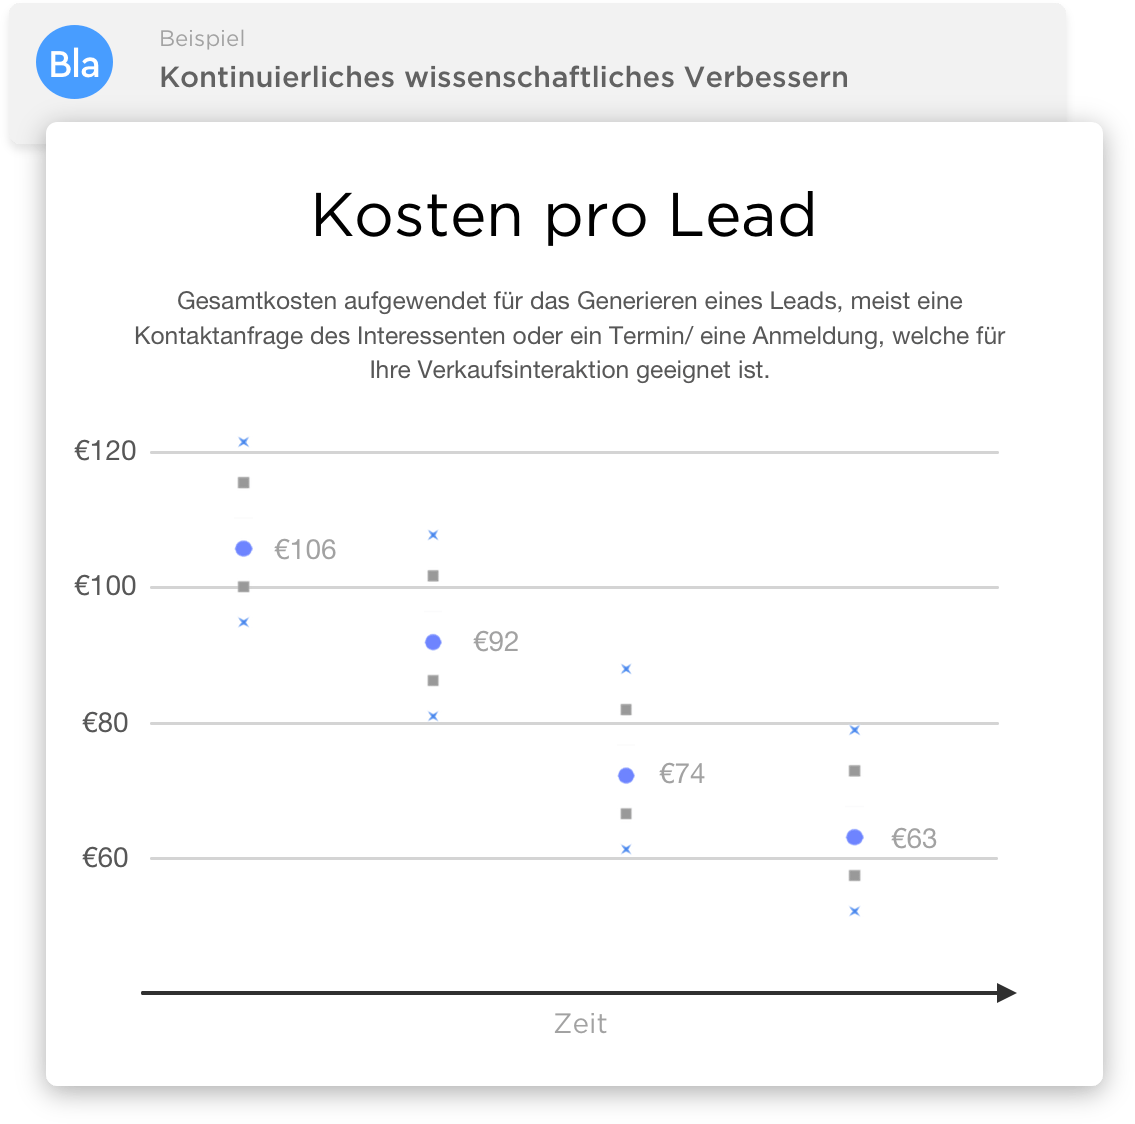 Bla
Beispiel
Kontinuierliches wissenschaftliches Verbessern
Kosten pro Lead
Gesamtkosten aufgewendet für das Generieren eines Leads, meist eine
Kontaktanfrage des Interessenten oder ein Termin/ eine Anmeldung, welche für
Ihre Verkaufsinteraktion geeignet ist.
€120
€106
€100
€92
€80
€74
€63
€60
Zeit